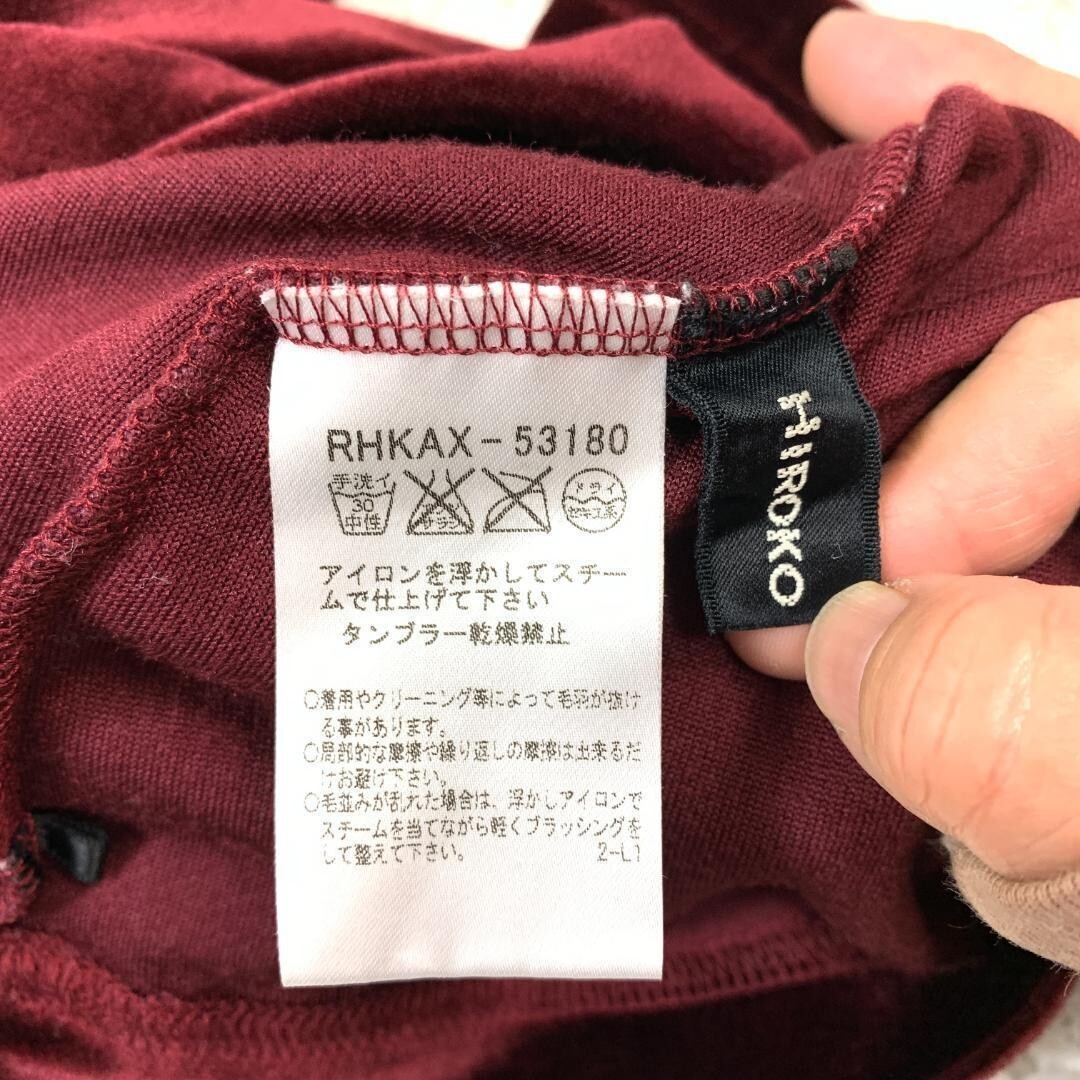 RHKAX-53180
手洗イ
30
中性
サラシ
ドライ
セキユ系
アイロンを浮かしてスチー
ムで仕上げて下さい
タンブラー乾燥禁止
○着用やクリーニング等によって毛羽が抜け
る事があります。
○局部的な摩擦や繰り返しの摩擦は出来るだ
けお避け下さい。
○毛並みが乱れた場合は、浮かしアイロンで
スチームを当てながら軽くブラッシングを
して整えて下さい。 2-L1
HIROKO